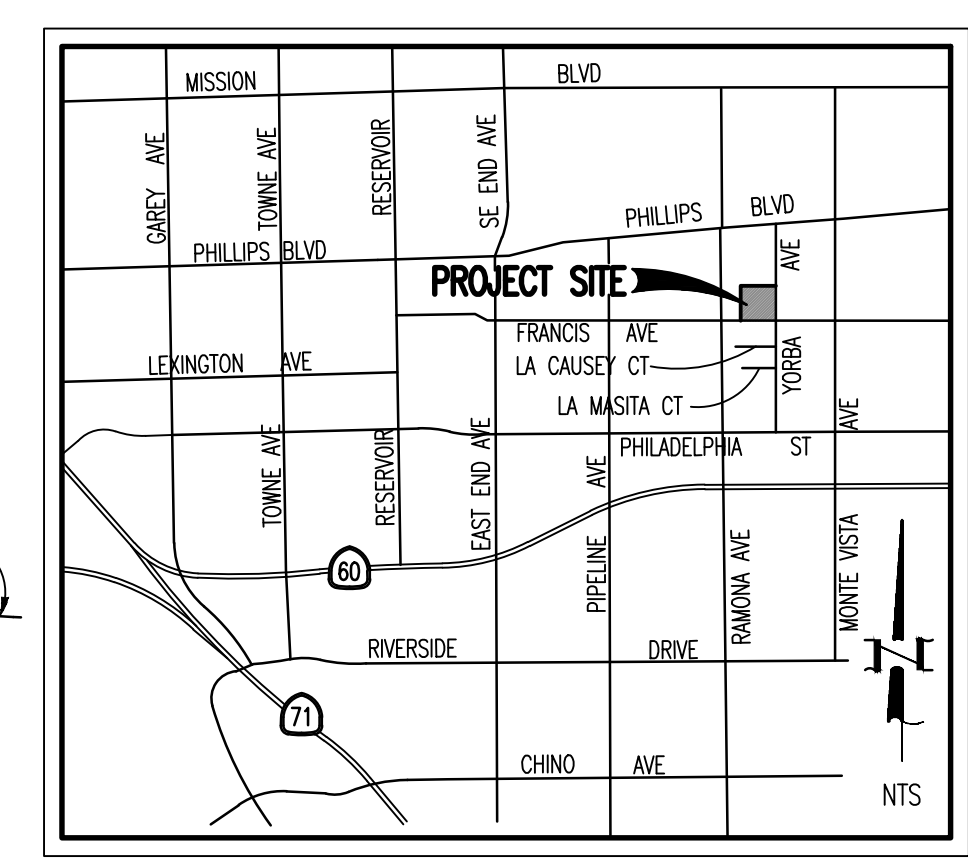 MISSION BLVD
GAREY AVE
TOWNE AVE
RESERVOIR
SE END AVE
PHILLIPS BLVD
PHILLIPS BLVD
AVE
PROJECT SITE
FRANCIS AVE
LA CAUSEY CT
YORBA
LEXINGTON AVE
LA MASITA CT
AVE
TOWNE AVE
RESERVOIR
EAST END AVE
PHILADELPHIA ST
PIPELINE AVE
RAMONA AVE
MONTE VISTA
60
RIVERSIDE DRIVE
N
71
CHINO AVE
NTS